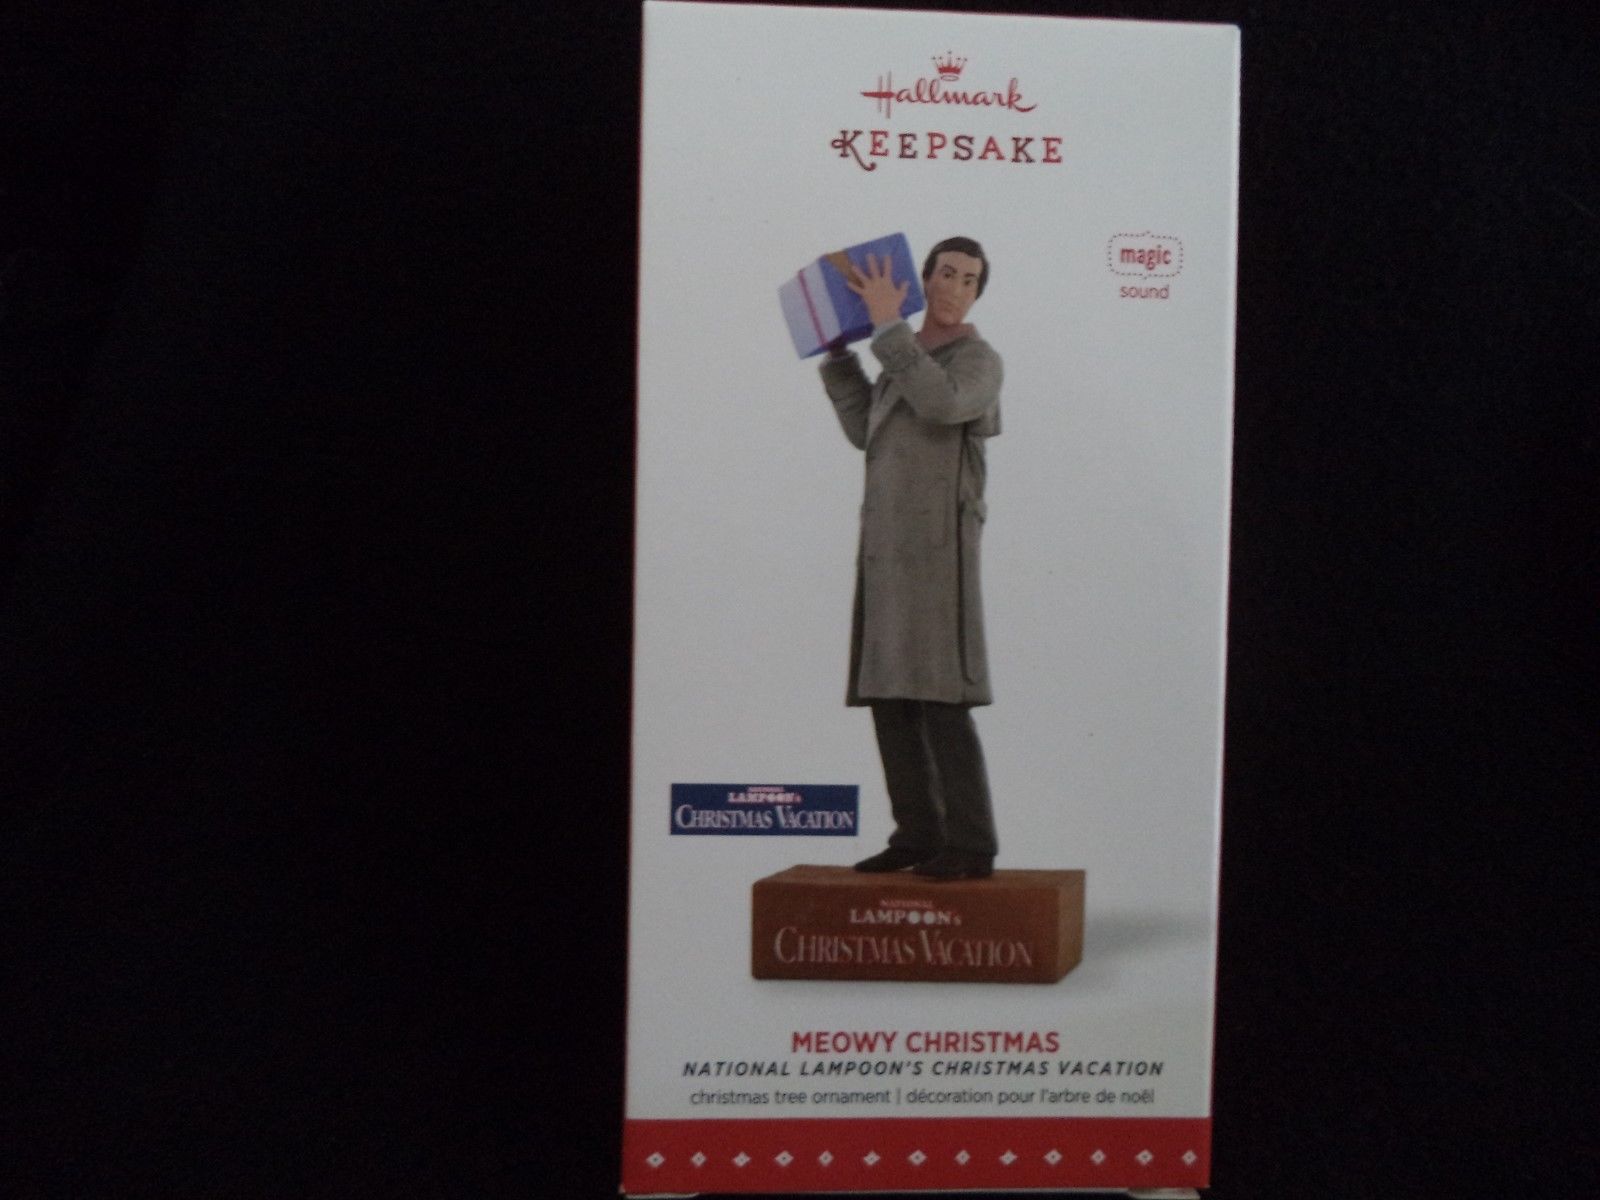 Hallmark
KEEPSAKE
magic
sound
NATIONAL
LAMPOON's
CHRISTMAS VACATION
NATIONAL
LAMPOON's
CHRISTMAS VACATION
MEOWY CHRISTMAS
NATIONAL LAMPOON'S CHRISTMAS VACATION
christmas tree ornament | décoration pour l'arbre de noël